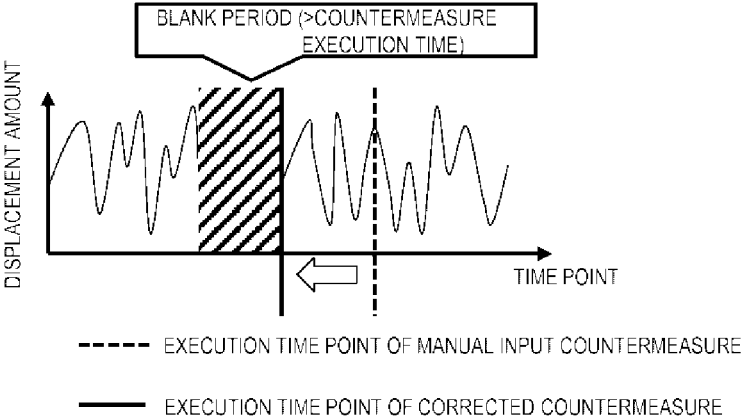 BLANK PERIOD (>COUNTERMEASURE
EXECUTION TIME)
DISPLACEMENT AMOUNT
TIME POINT
EXECUTION TIME POINT OF MANUAL INPUT COUNTERMEASURE
EXECUTION TIME POINT OF CORRECTED COUNTERMEASURE